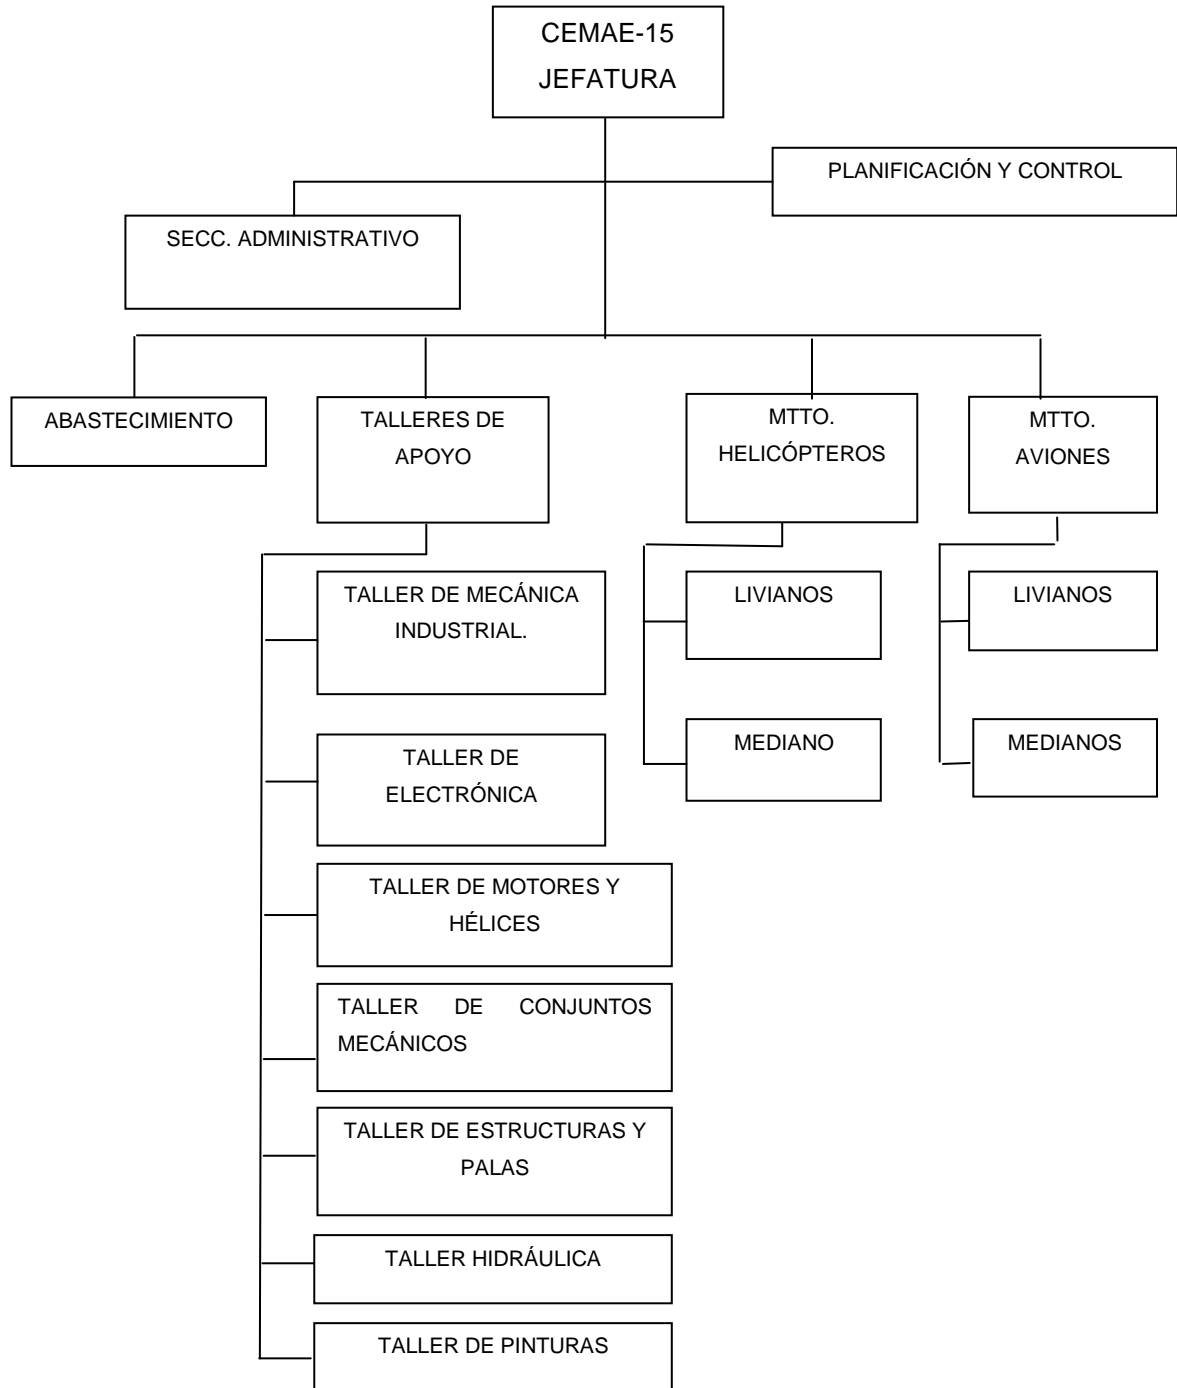 CEMAE-15
JEFATURA
PLANIFICACIÓN Y CONTROL
SECC. ADMINISTRATIVO
ABASTECIMIENTO
TALLERES DE
APOYO
MTTO.
HELICÓPTEROS
MTTO.
AVIONES
TALLER DE MECÁNICA
INDUSTRIAL.
LIVIANOS
LIVIANOS
TALLER DE
ELECTRÓNICA
MEDIANO
MEDIANOS
TALLER DE MOTORES Y
HÉLICES
TALLER DE CONJUNTOS
MECÁNICOS
TALLER DE ESTRUCTURAS Y
PALAS
TALLER HIDRÁULICA
TALLER DE PINTURAS